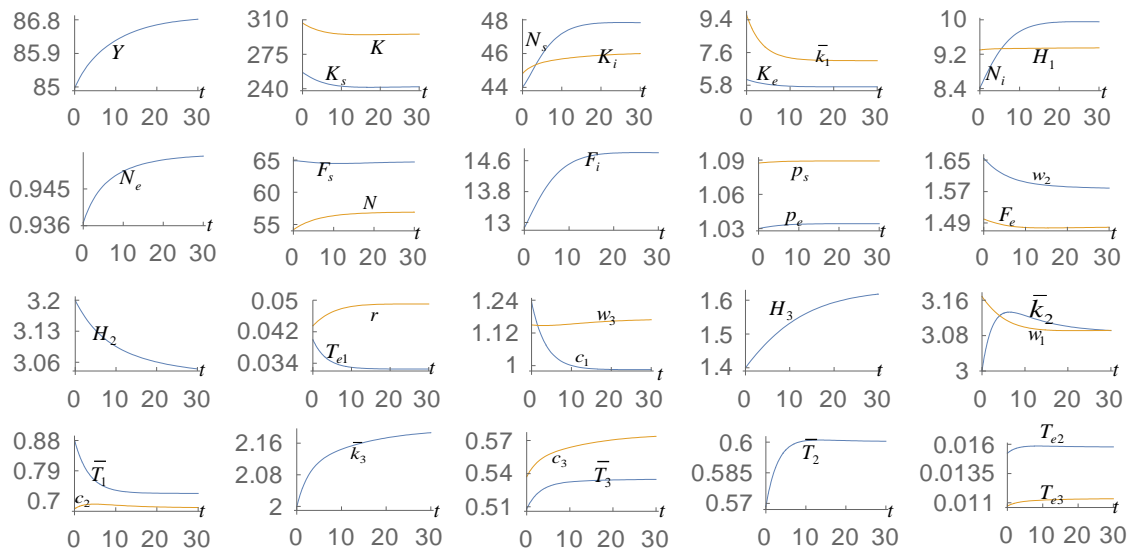 86.8 310 48 9.4 10
Y K N_s k̄_1 H_1
85.9 275 46 K_i 7.6 9.2
K_s K_e N_i
85 240 44 5.8 8.4
t t t t t
0 10 20 30 0 10 20 30 0 10 20 30 0 10 20 30 0 10 20 30
65 14.6 1.09 1.65
0.945 N_e F_s F_i p_s w_2
60 13.8 1.06 1.57
N p_e F_e
0.936 55 13 1.03 1.49
t t t t t
0 10 20 30 0 10 20 30 0 10 20 30 0 10 20 30 0 10 20 30
3.2 0.05 1.24 1.6 3.16
H_2 r w_3 H_3 k̄_2
3.13 0.042 1.12 1.5 3.08
T_e1 c_1 w_1
3.06 0.034 1 1.4 3
t t t t t
0 10 20 30 0 10 20 30 0 10 20 30 0 10 20 30 0 10 20 30
0.88 2.16 0.57 0.6 0.016
T̄_1 k̄_3 c_3 T̄_2 T_e2
0.79 2.08 0.54 T̄_3 0.585 0.0135
c_2 T_e3
0.7 2 0.51 0.57 0.011
t t t t t
0 10 20 30 0 10 20 30 0 10 20 30 0 10 20 30 0 10 20 30